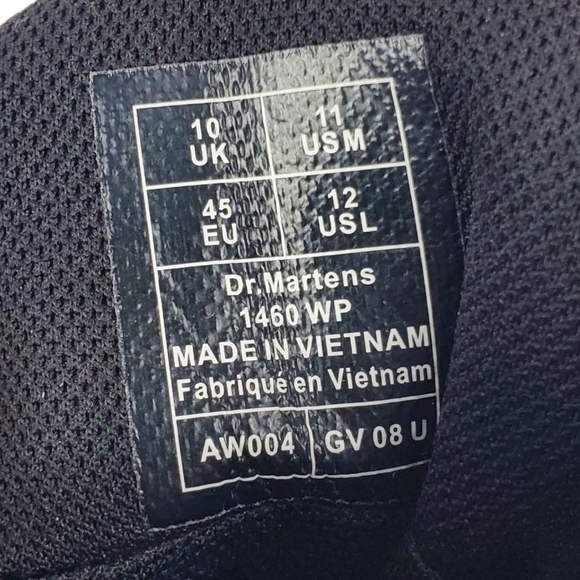 10 UK
11 USM
45 EU
12 USL
Dr.Martens
1460 WP
MADE IN VIETNAM
Fabriqué en Vietnam
AW004
GV 08 U